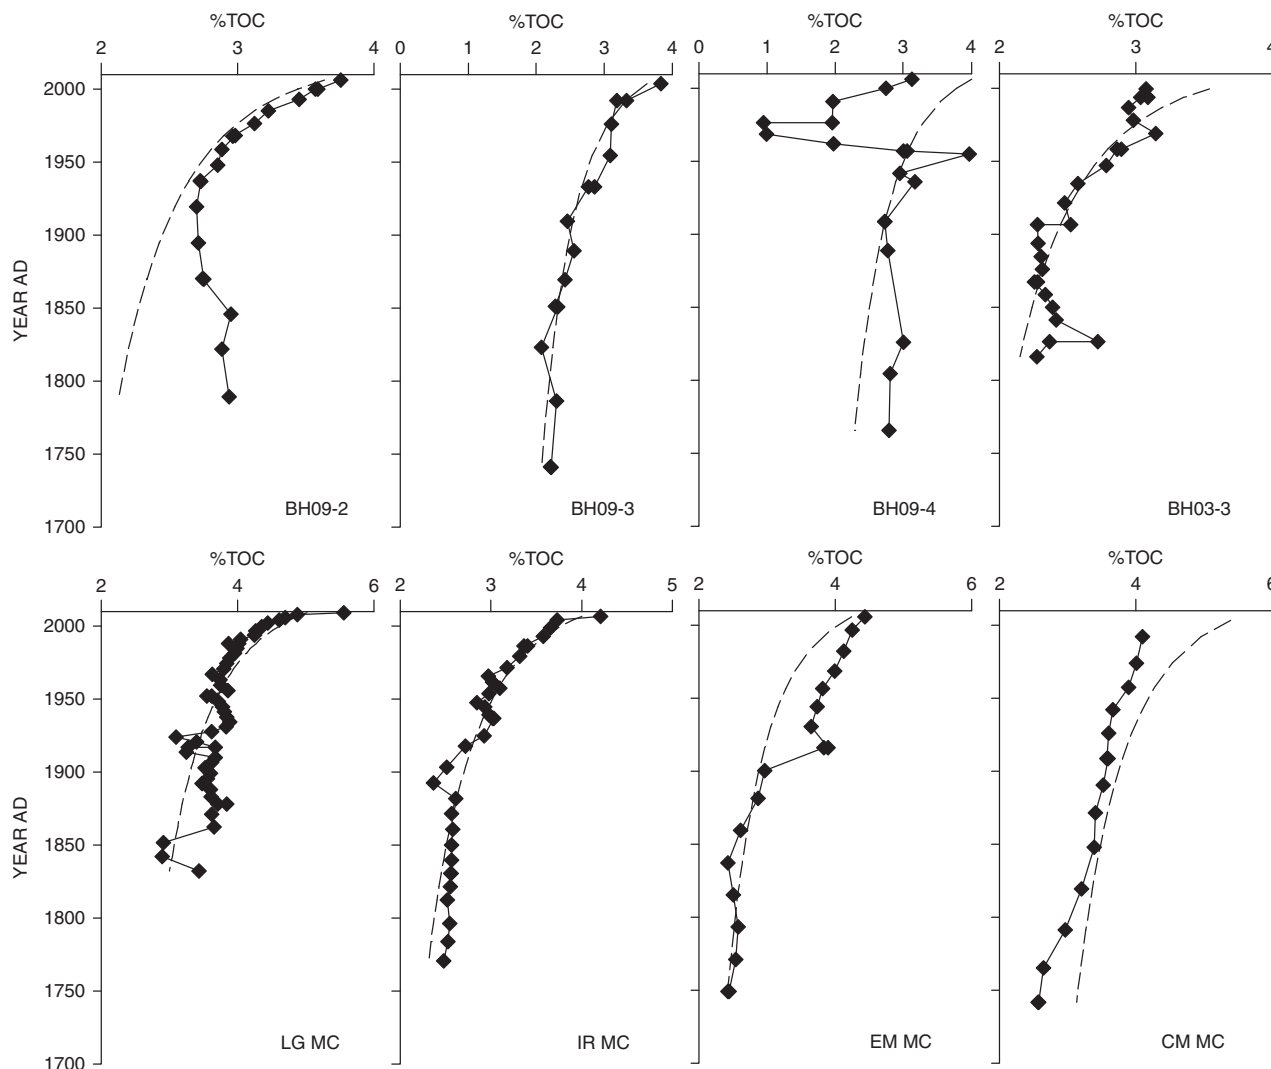 %TOC %TOC %TOC %TOC
2 3 4 0 1 2 3 4 0 1 2 3 4 2 3 4
2000
1950
1900
1850
1800
1750
1700
YEAR AD
BH09-2 BH09-3 BH09-4 BH03-3
%TOC %TOC %TOC %TOC
2 4 6 2 3 4 5 2 4 6 2 4 6
2000
1950
1900
1850
1800
1750
1700
YEAR AD
LG MC IR MC EM MC CM MC